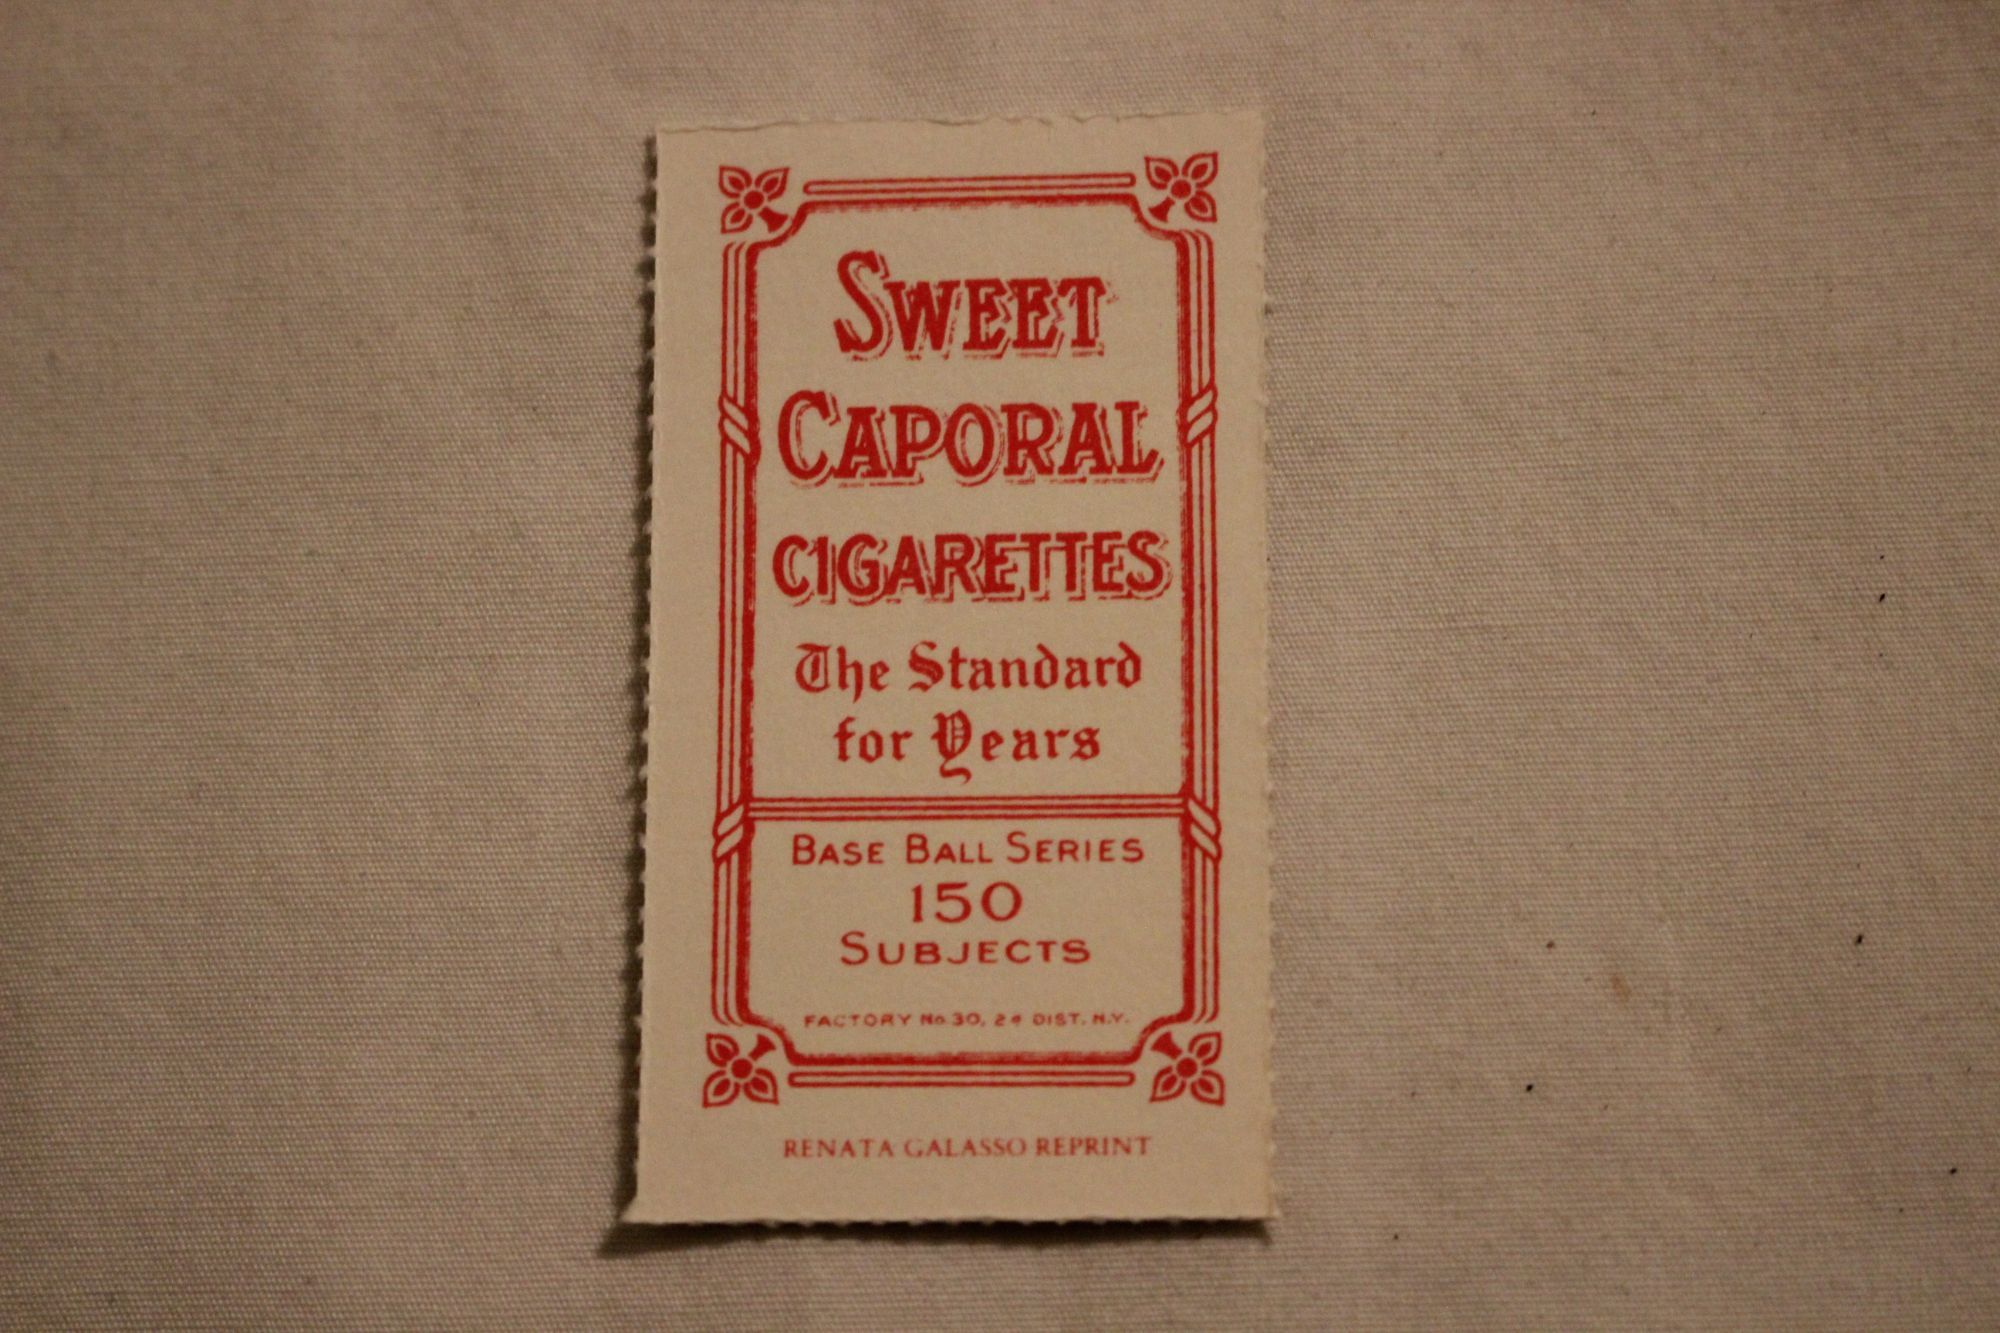 SWEET
CAPORAL
CIGARETTES
The Standard
for Years
BASE BALL SERIES
150
SUBJECTS
FACTORY No. 30, 2d DIST. N.Y.
RENATA GALASSO REPRINT